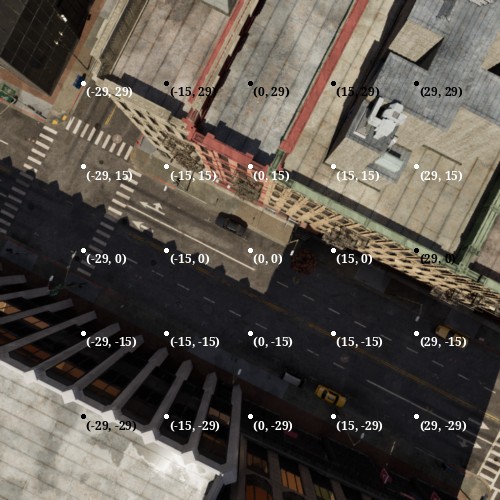 (-29, 29) (-15, 29) (0, 29) (15, 29) (29, 29)
(-29, 15) (-15, 15) (0, 15) (15, 15) (29, 15)
(-29, 0) (-15, 0) (0, 0) (15, 0) (29, 0)
(-29, -15) (-15, -15) (0, -15) (15, -15) (29, -15)
(-29, -29) (-15, -29) (0, -29) (15, -29) (29, -29)